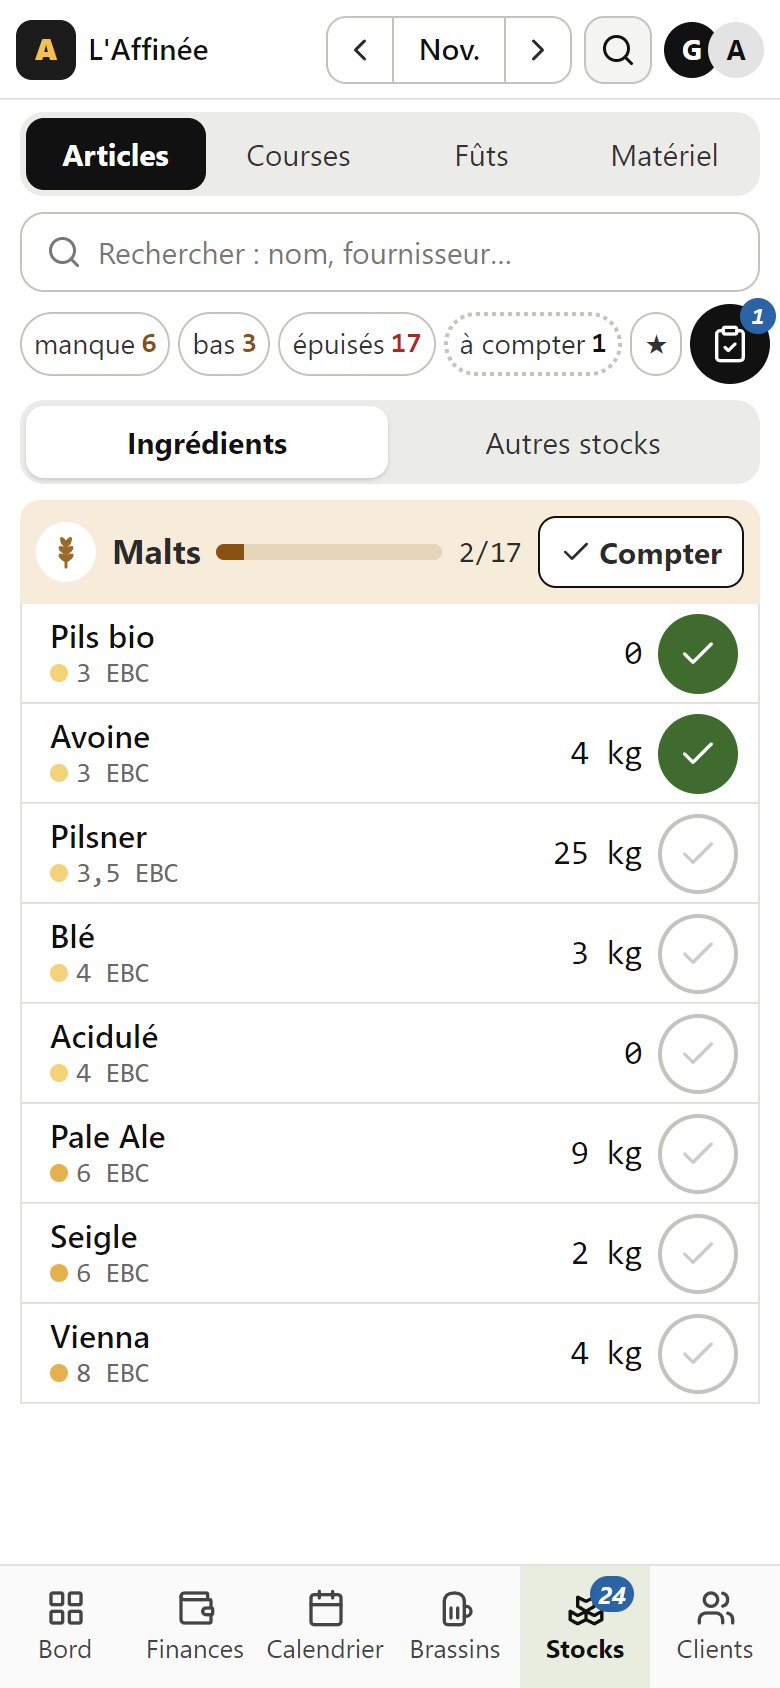 A L'Affinée Nov. G A
Articles Courses Fûts Matériel
Rechercher : nom, fournisseur...
manque 6 bas 3 épuisés 17 à compter 1 ★ 1
Ingrédients Autres stocks
Malts 2/17 Compter
Pils bio
0
3 EBC
Avoine
4 kg
3 EBC
Pilsner
25 kg
3,5 EBC
Blé
3 kg
4 EBC
Acidulé
0
4 EBC
Pale Ale
9 kg
6 EBC
Seigle
2 kg
6 EBC
Vienna
4 kg
8 EBC
24
Bord Finances Calendrier Brassins Stocks Clients